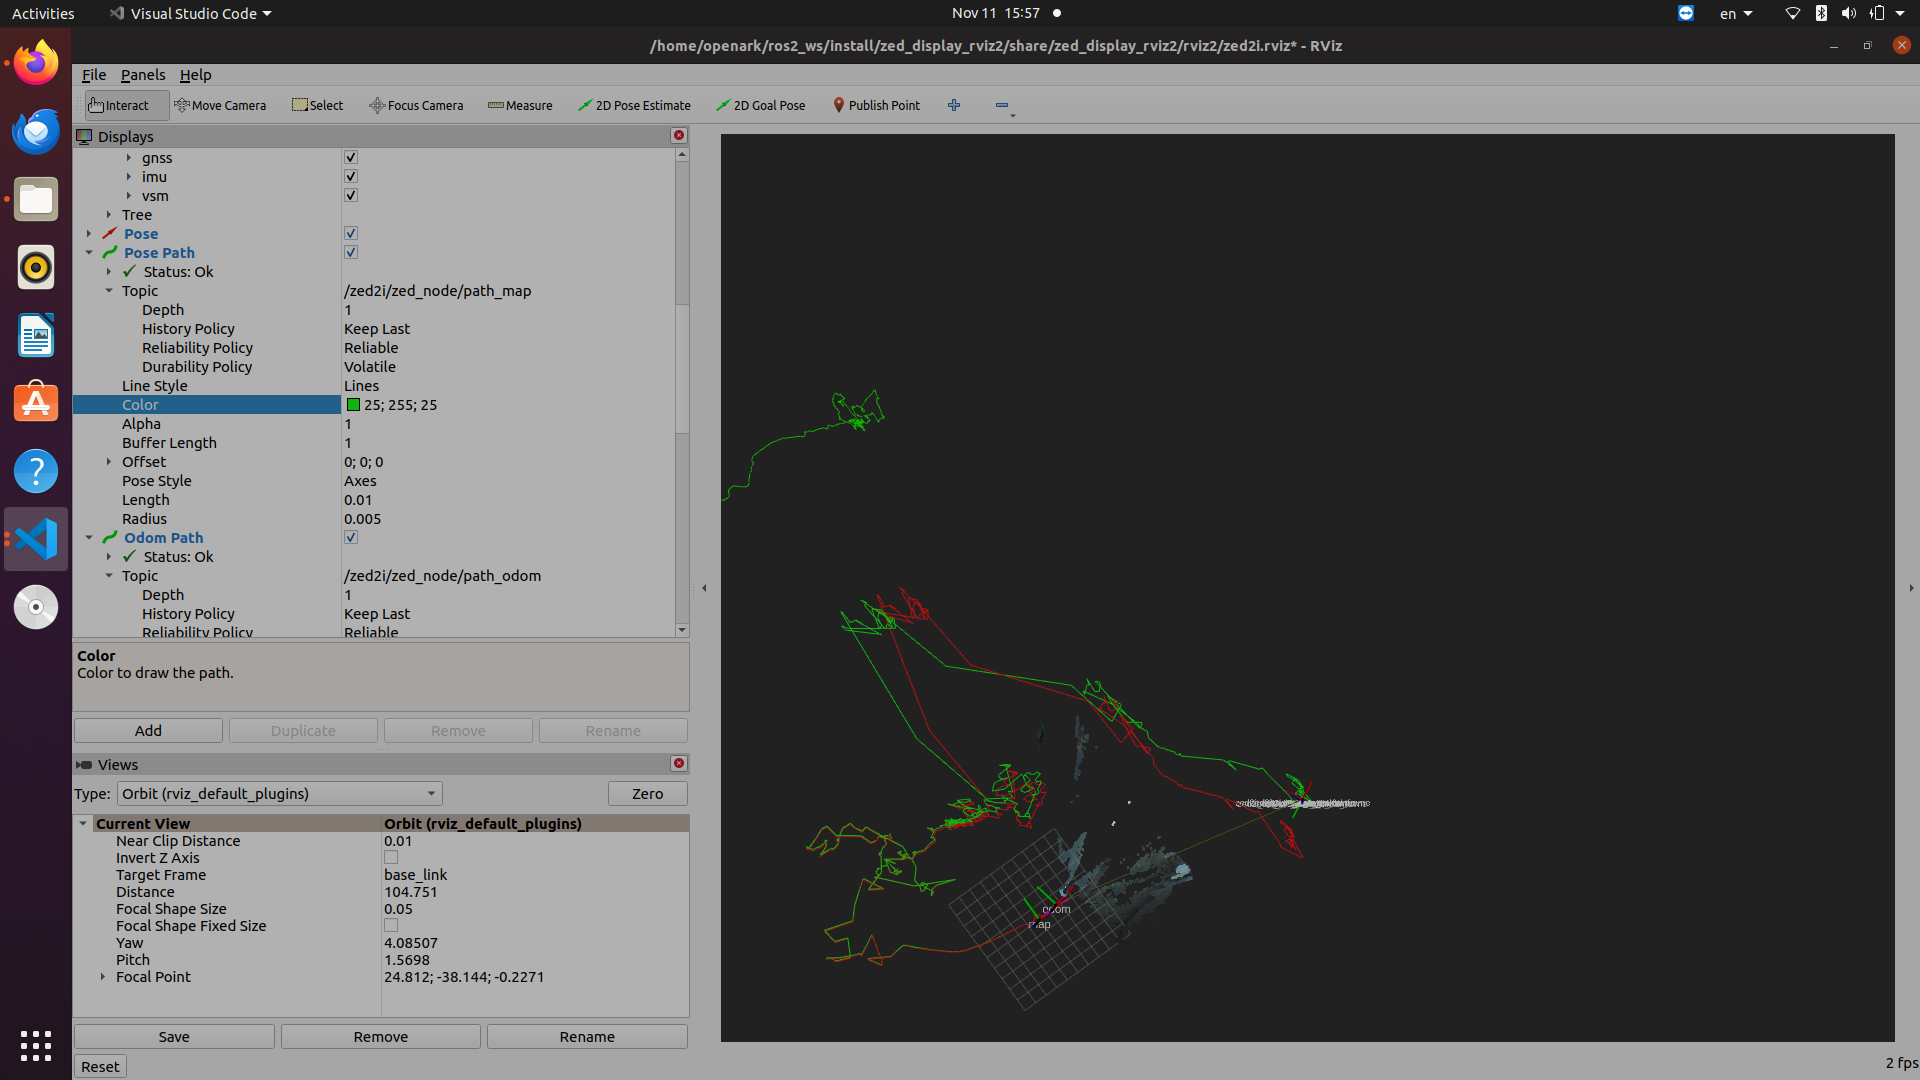 Activities
Visual Studio Code
Nov 11 15:57
en
/home/openark/ros2_ws/install/zed_display_rviz2/share/zed_display_rviz2/rviz2/zed2i.rviz* - RViz
File Panels Help
Interact
Move Camera
Select
Focus Camera
Measure
2D Pose Estimate
2D Goal Pose
Publish Point
Displays
gnss
imu
vsm
Tree
Pose
Pose Path
Status: Ok
Topic /zed2i/zed_node/path_map
Depth 1
History Policy Keep Last
Reliability Policy Reliable
Durability Policy Volatile
Line Style Lines
Color 25; 255; 25
Alpha 1
Buffer Length 1
Offset 0; 0; 0
Pose Style Axes
Length 0.01
Radius 0.005
Odom Path
Status: Ok
Topic /zed2i/zed_node/path_odom
Depth 1
History Policy Keep Last
Reliability Policy Reliable
Color
Color to draw the path.
Add Duplicate Remove Rename
Views
Type: Orbit (rviz_default_plugins) Zero
Current View Orbit (rviz_default_plugins)
Near Clip Distance 0.01
Invert Z Axis
Target Frame base_link
Distance 104.751
Focal Shape Size 0.05
Focal Shape Fixed Size
Yaw 4.08507
Pitch 1.5698
Focal Point 24.812; -38.144; -0.2271
Save Remove Rename
Reset
odom
map
2 fps